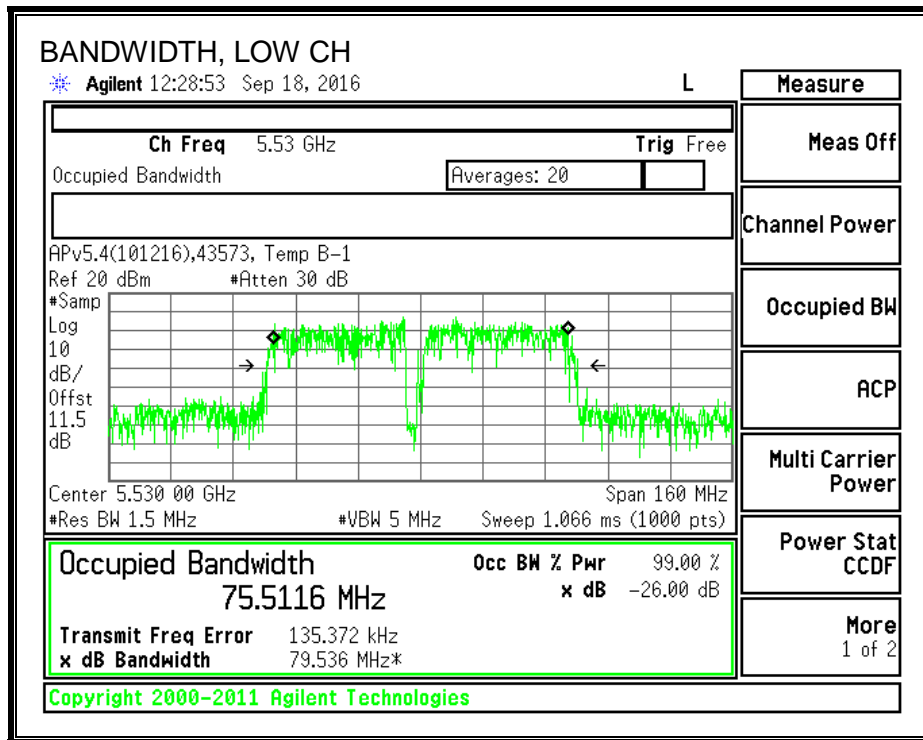 BANDWIDTH, LOW CH
Agilent 12:28:53 Sep 18, 2016 L
Measure
Ch Freq 5.53 GHz Trig Free
Meas Off
Occupied Bandwidth Averages: 20
Channel Power
APv5.4(101216),43573, Temp B-1
Ref 20 dBm #Atten 30 dB
#Samp
Log
10
dB/
Offst
11.5
dB
Occupied BW
ACP
Multi Carrier
Power
Center 5.530 00 GHz Span 160 MHz
#Res BW 1.5 MHz #VBW 5 MHz Sweep 1.066 ms (1000 pts)
Power Stat
CCDF
Occupied Bandwidth Occ BW % Pwr 99.00 %
75.5116 MHz x dB -26.00 dB
Transmit Freq Error 135.372 kHz
x dB Bandwidth 79.536 MHz*
More
1 of 2
Copyright 2000-2011 Agilent Technologies